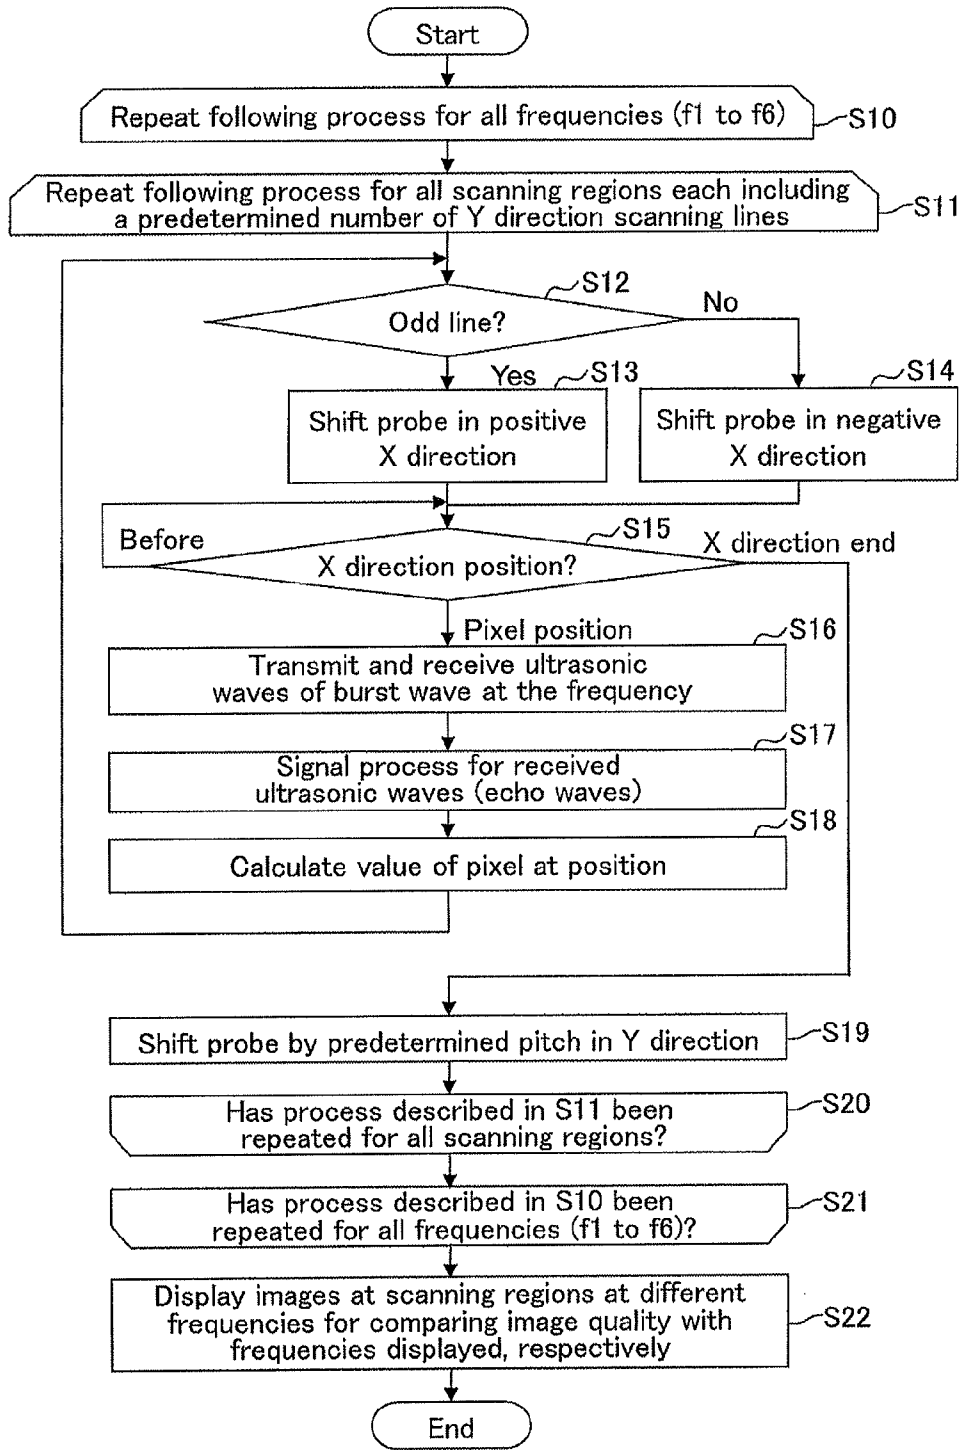 Start
Repeat following process for all frequencies (f1 to f6)
S10
Repeat following process for all scanning regions each including
a predetermined number of Y direction scanning lines
S11
S12
Odd line?
No
Yes
S13
S14
Shift probe in positive
X direction
Shift probe in negative
X direction
Before
S15
X direction end
X direction position?
Pixel position
S16
Transmit and receive ultrasonic
waves of burst wave at the frequency
S17
Signal process for received
ultrasonic waves (echo waves)
S18
Calculate value of pixel at position
Shift probe by predetermined pitch in Y direction
S19
Has process described in S11 been
repeated for all scanning regions?
S20
Has process described in S10 been
repeated for all frequencies (f1 to f6)?
S21
Display images at scanning regions at different
frequencies for comparing image quality with
frequencies displayed, respectively
S22
End